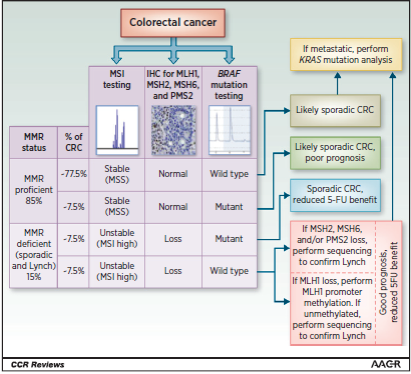 Colorectal cancer
MSI
testing
IHC for MLH1,
MSH2, MSH6,
and PMS2
BRAF
mutation
testing
If metastatic, perform
KRAS mutation analysis
MMR
status
% of
CRC
MMR
proficient
85%
~77.5%
Stable
(MSS)
Normal
Wild type
Likely sporadic CRC
~7.5%
Stable
(MSS)
Normal
Mutant
Likely sporadic CRC,
poor prognosis
MMR
deficient
(sporadic
and Lynch)
15%
~7.5%
Unstable
(MSI high)
Loss
Mutant
Sporadic CRC,
reduced 5-FU benefit
~7.5%
Unstable
(MSI high)
Loss
Wild type
If MSH2, MSH6,
and/or PMS2 loss,
perform sequencing
to confirm Lynch
If MLH1 loss, perform
MLH1 promoter
methylation. If
unmethylated,
perform sequencing
to confirm Lynch
Good prognosis,
reduced 5FU benefit
CCR Reviews
AACR